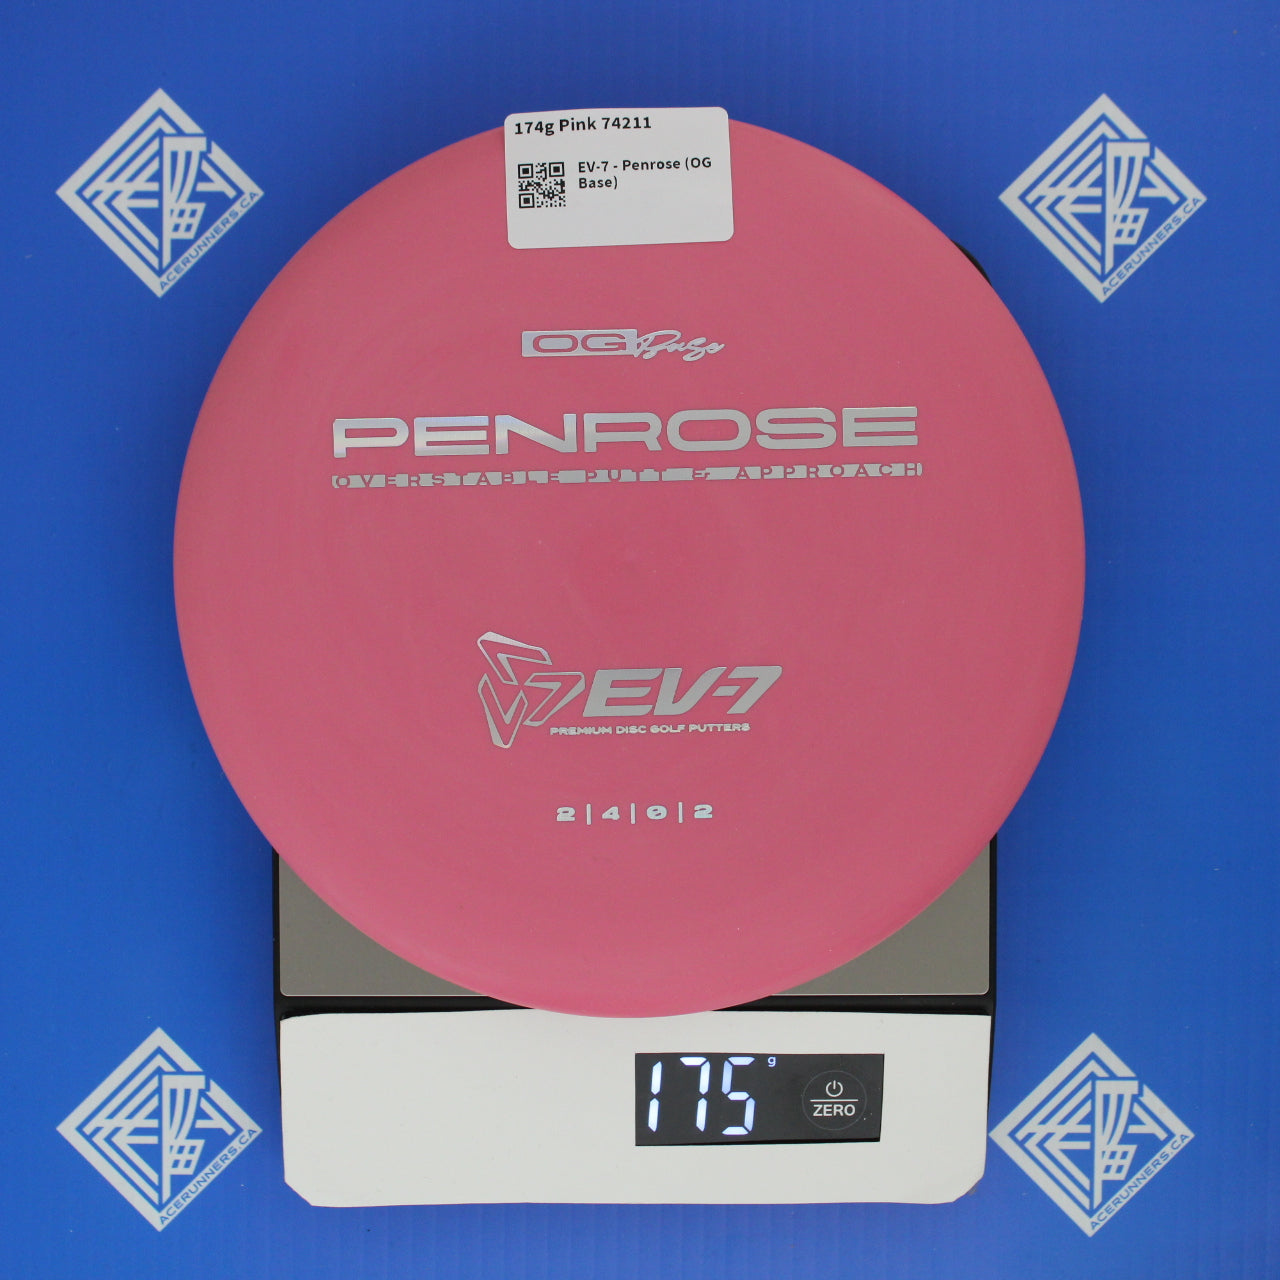 174g Pink 74211
EV-7 - Penrose (OG
Base)
OG Base
PENROSE
OVERSTABLE PUTT & APPROACH
EV-7
PREMIUM DISC GOLF PUTTERS
2 | 4 | 0 | 2
175 g
ZERO
ACERUNNERS.CA
ACERUNNERS.CA
ACERUNNERS.CA
ACERUNNERS.CA